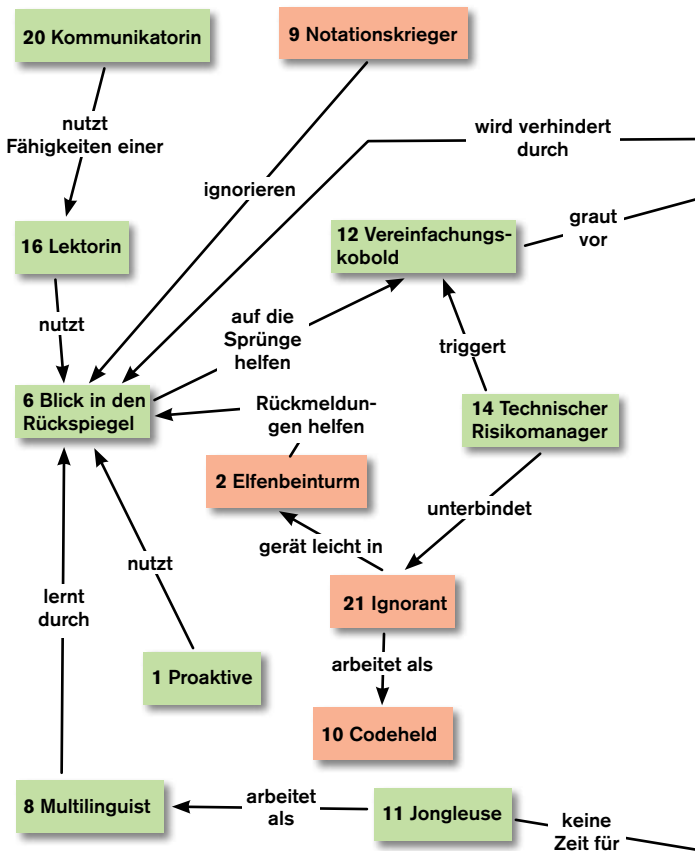 20 Kommunikatorin
9 Notationskrieger
nutzt
Fähigkeiten einer
wird verhindert
durch
ignorieren
16 Lektorin
12 Vereinfachungs-
kobold
graut
vor
nutzt
auf die
Sprünge
helfen
triggert
6 Blick in den
Rückspiegel
Rückmeldun-
gen helfen
14 Technischer
Risikomanager
2 Elfenbeinturm
unterbindet
gerät leicht in
nutzt
lernt
durch
21 Ignorant
arbeitet als
1 Proaktive
10 Codeheld
8 Multilinguist
arbeitet
als
11 Jongleuse
keine
Zeit für